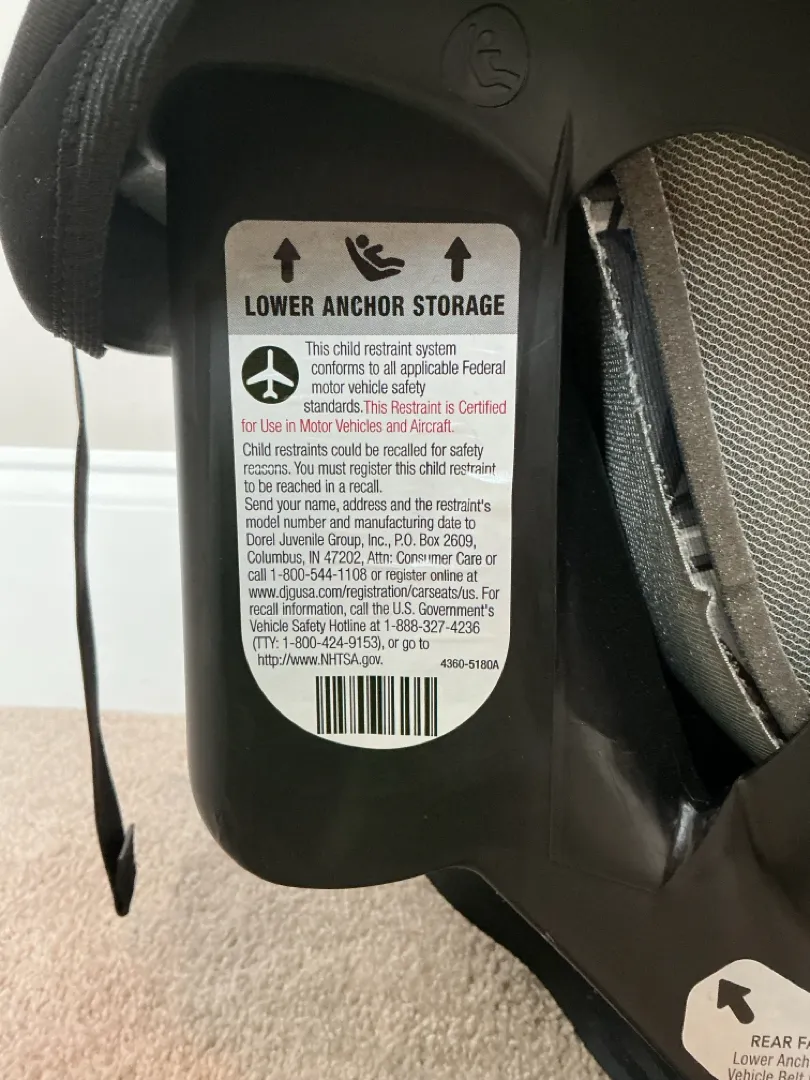 LOWER ANCHOR STORAGE
This child restraint system
conforms to all applicable Federal
motor vehicle safety
standards.This Restraint is Certified
for Use in Motor Vehicles and Aircraft.
Child restraints could be recalled for safety
reasons. You must register this child restraint
to be reached in a recall.
Send your name, address and the restraint's
model number and manufacturing date to
Dorel Juvenile Group, Inc., P.O. Box 2609,
Columbus, IN 47202, Attn: Consumer Care or
call 1-800-544-1108 or register online at
www.djgusa.com/registration/carseats/us. For
recall information, call the U.S. Government's
Vehicle Safety Hotline at 1-888-327-4236
(TTY: 1-800-424-9153), or go to
http://www.NHTSA.gov.
4360-5180A
REAR
Lower
Vehicle